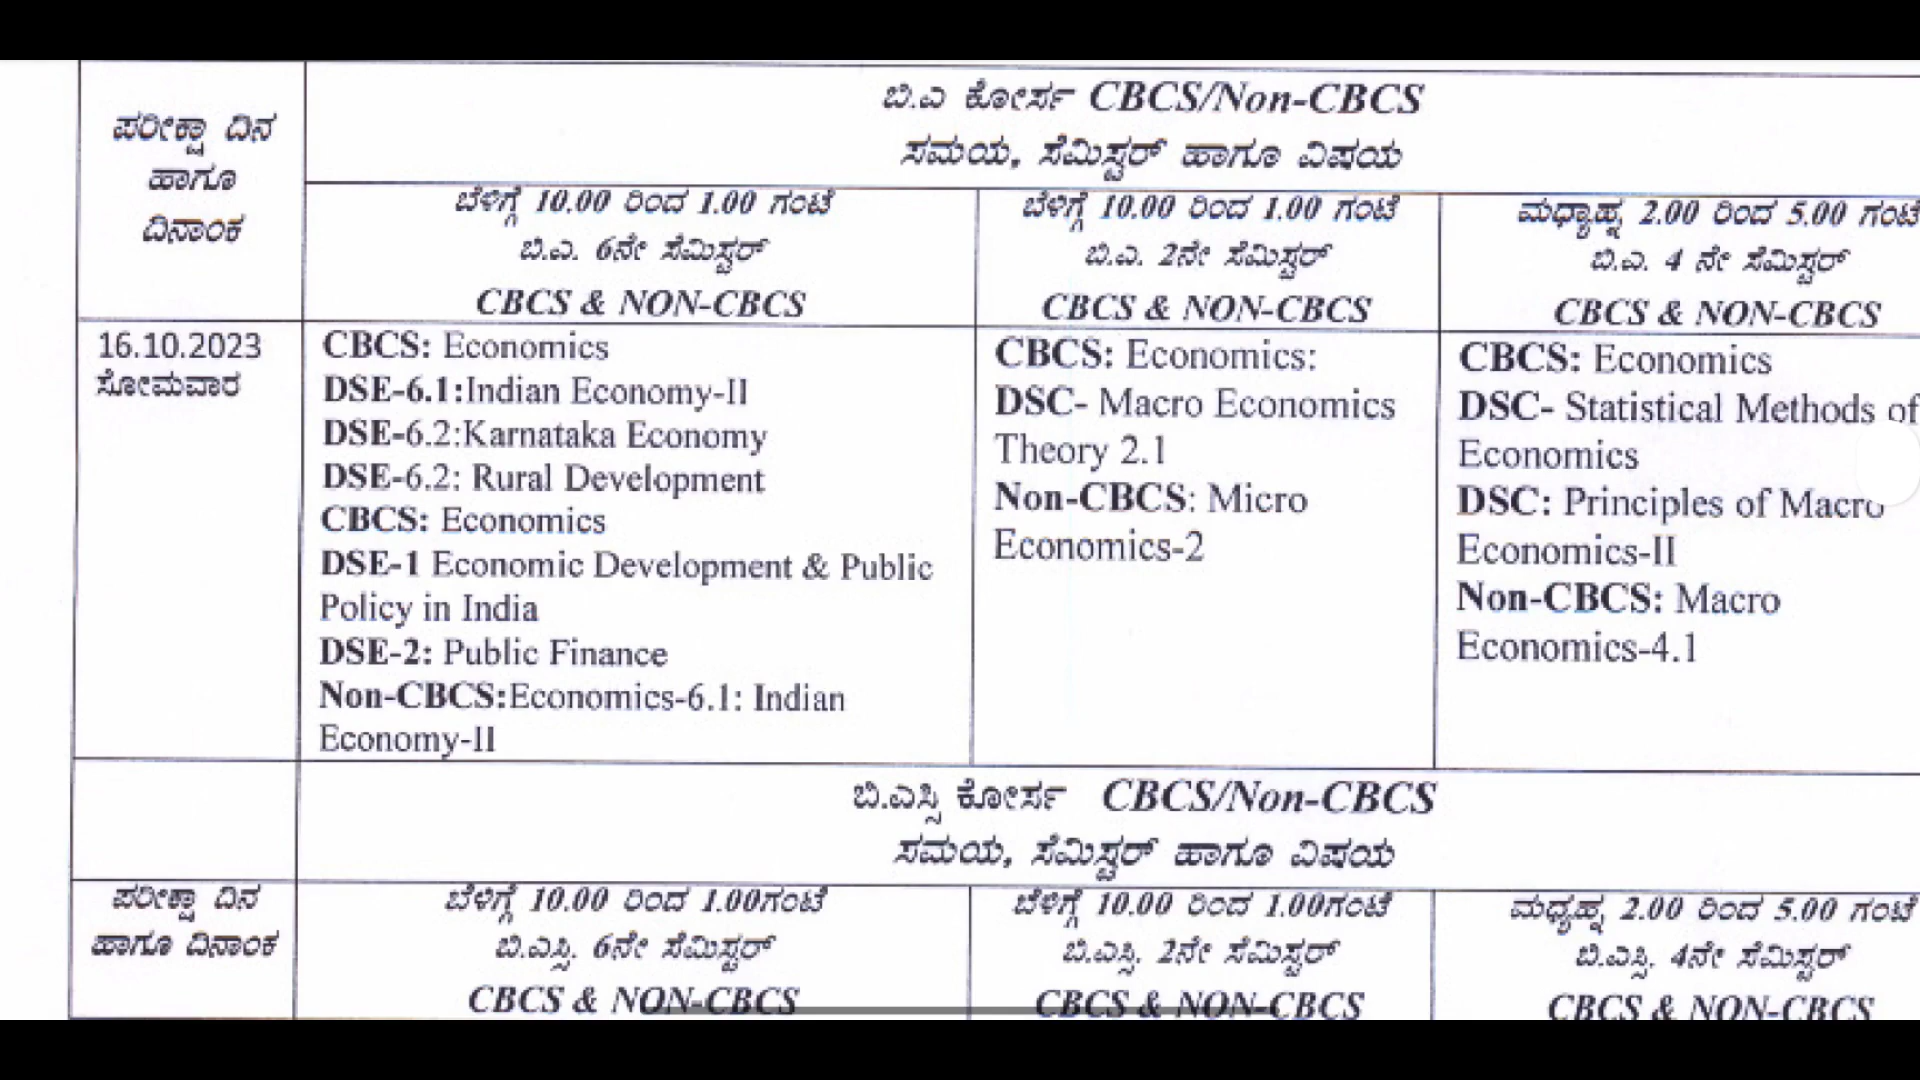 ಪರೀಕ್ಷಾ ದಿನ
ಹಾಗೂ
ದಿನಾಂಕ
ಬಿ.ಎ ಕೋರ್ಸ CBCS/Non-CBCS
ಸಮಯ, ಸೆಮಿಸ್ಟರ್ ಹಾಗೂ ವಿಷಯ
ಬೆಳಿಗ್ಗೆ 10.00 ರಿಂದ 1.00 ಗಂಟೆ
ಬಿ.ಎ. 6ನೇ ಸೆಮಿಸ್ಟರ್
CBCS & NON-CBCS
ಬೆಳಿಗ್ಗೆ 10.00 ರಿಂದ 1.00 ಗಂಟೆ
ಬಿ.ಎ. 2ನೇ ಸೆಮಿಸ್ಟರ್
CBCS & NON-CBCS
ಮಧ್ಯಾಹ್ನ 2.00 ರಿಂದ 5.00 ಗಂಟೆ
ಬಿ.ಎ. 4 ನೇ ಸೆಮಿಸ್ಟರ್
CBCS & NON-CBCS
16.10.2023
ಸೋಮವಾರ
CBCS: Economics
DSE-6.1:Indian Economy-II
DSE-6.2:Karnataka Economy
DSE-6.2: Rural Development
CBCS: Economics
DSE-1 Economic Development & Public
Policy in India
DSE-2: Public Finance
Non-CBCS:Economics-6.1: Indian
Economy-II
CBCS: Economics:
DSC- Macro Economics
Theory 2.1
Non-CBCS: Micro
Economics-2
CBCS: Economics
DSC- Statistical Methods of
Economics
DSC: Principles of Macro
Economics-II
Non-CBCS: Macro
Economics-4.1
ಬಿ.ಎಸ್ಸಿ ಕೋರ್ಸ CBCS/Non-CBCS
ಸಮಯ, ಸೆಮಿಸ್ಟರ್ ಹಾಗೂ ವಿಷಯ
ಪರೀಕ್ಷಾ ದಿನ
ಹಾಗೂ ದಿನಾಂಕ
ಬೆಳಿಗ್ಗೆ 10.00 ರಿಂದ 1.00ಗಂಟೆ
ಬಿ.ಎಸ್ಸಿ. 6ನೇ ಸೆಮಿಸ್ಟರ್
CBCS & NON-CBCS
ಬೆಳಿಗ್ಗೆ 10.00 ರಿಂದ 1.00ಗಂಟೆ
ಬಿ.ಎಸ್ಸಿ. 2ನೇ ಸೆಮಿಸ್ಟರ್
CBCS & NON-CBCS
ಮಧ್ಯಹ್ನ 2.00 ರಿಂದ 5.00 ಗಂಟೆ
ಬಿ.ಎಸ್ಸಿ. 4ನೇ ಸೆಮಿಸ್ಟರ್
CBCS & NON-CBCS